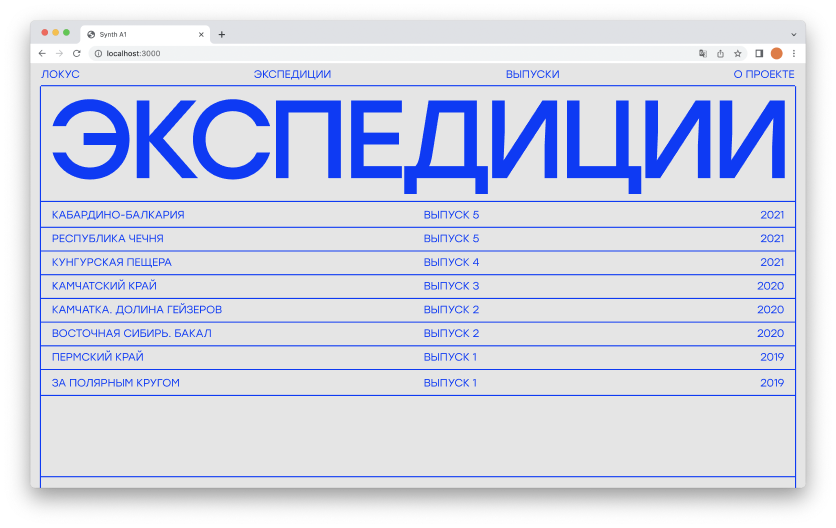 Synth A1
localhost:3000
ЛОКУС ЭКСПЕДИЦИИ ВЫПУСКИ О ПРОЕКТЕ
ЭКСПЕДИЦИИ
КАБАРДИНО-БАЛКАРИЯ ВЫПУСК 5 2021
РЕСПУБЛИКА ЧЕЧНЯ ВЫПУСК 5 2021
КУНГУРСКАЯ ПЕЩЕРА ВЫПУСК 4 2021
КАМЧАТСКИЙ КРАЙ ВЫПУСК 3 2020
КАМЧАТКА. ДОЛИНА ГЕЙЗЕРОВ ВЫПУСК 2 2020
ВОСТОЧНАЯ СИБИРЬ. БАКАЛ ВЫПУСК 2 2020
ПЕРМСКИЙ КРАЙ ВЫПУСК 1 2019
ЗА ПОЛЯРНЫМ КРУГОМ ВЫПУСК 1 2019